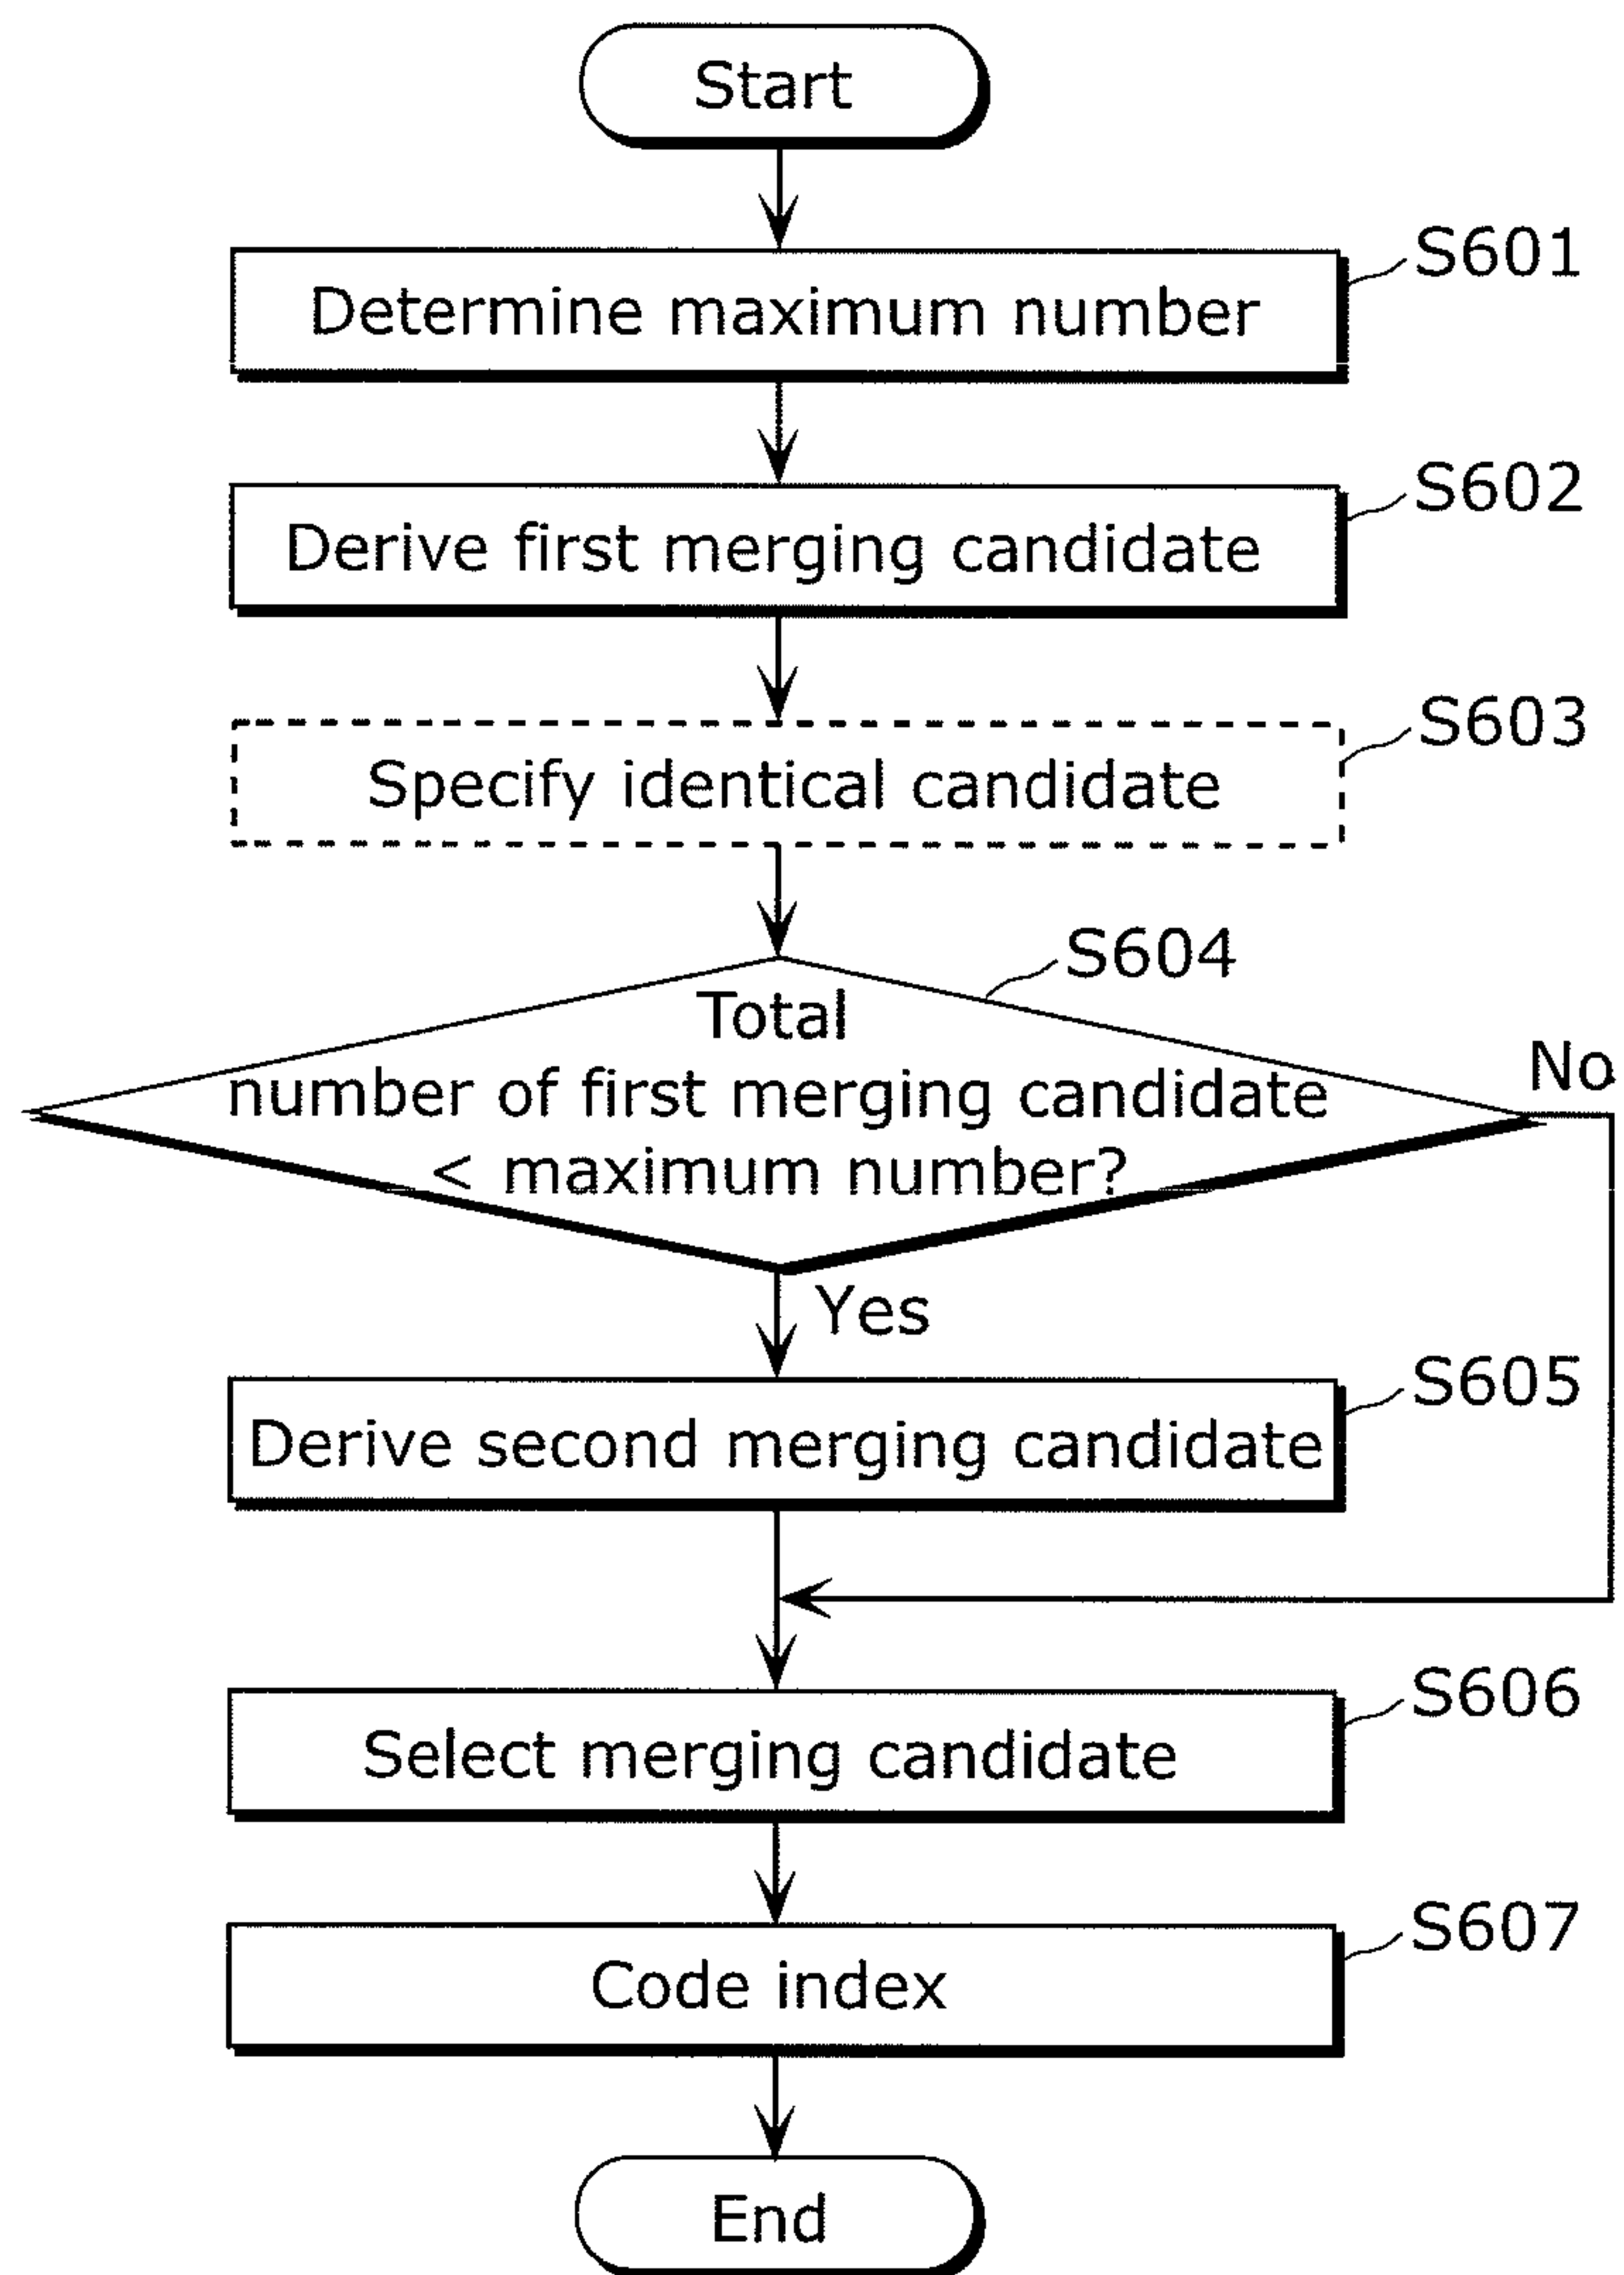 Start
S601
Determine maximum number
S602
Derive first merging candidate
S603
Specify identical candidate
S604
Total
number of first merging candidate
< maximum number?
No
Yes
S605
Derive second merging candidate
S606
Select merging candidate
S607
Code index
End